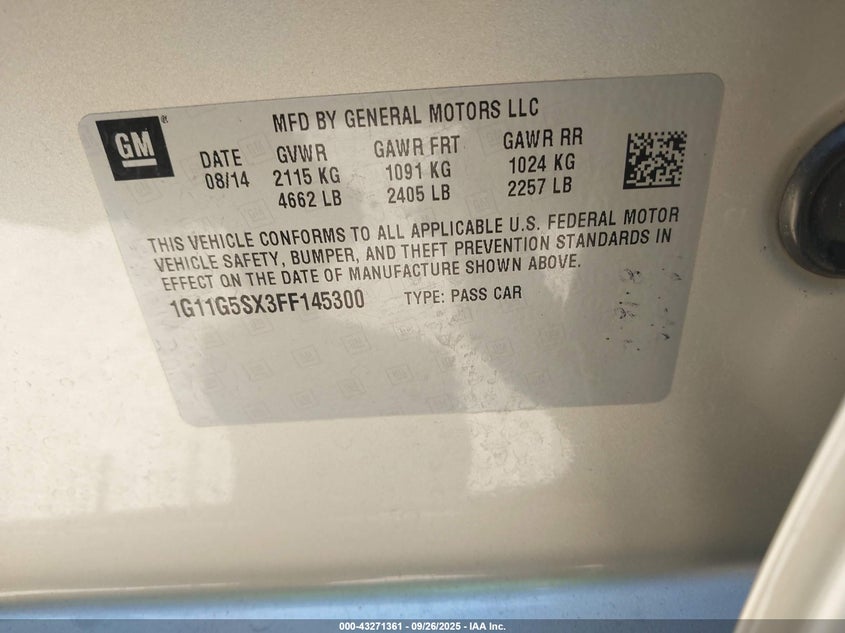 GM
MFD BY GENERAL MOTORS LLC
DATE GVWR GAWR FRT GAWR RR
08/14 2115 KG 1091 KG 1024 KG
4662 LB 2405 LB 2257 LB
THIS VEHICLE CONFORMS TO ALL APPLICABLE U.S. FEDERAL MOTOR
VEHICLE SAFETY, BUMPER, AND THEFT PREVENTION STANDARDS IN
EFFECT ON THE DATE OF MANUFACTURE SHOWN ABOVE.
1G11G5SX3FF145300 TYPE: PASS CAR
000-43271361 | 09/26/2025 - IAA Inc.